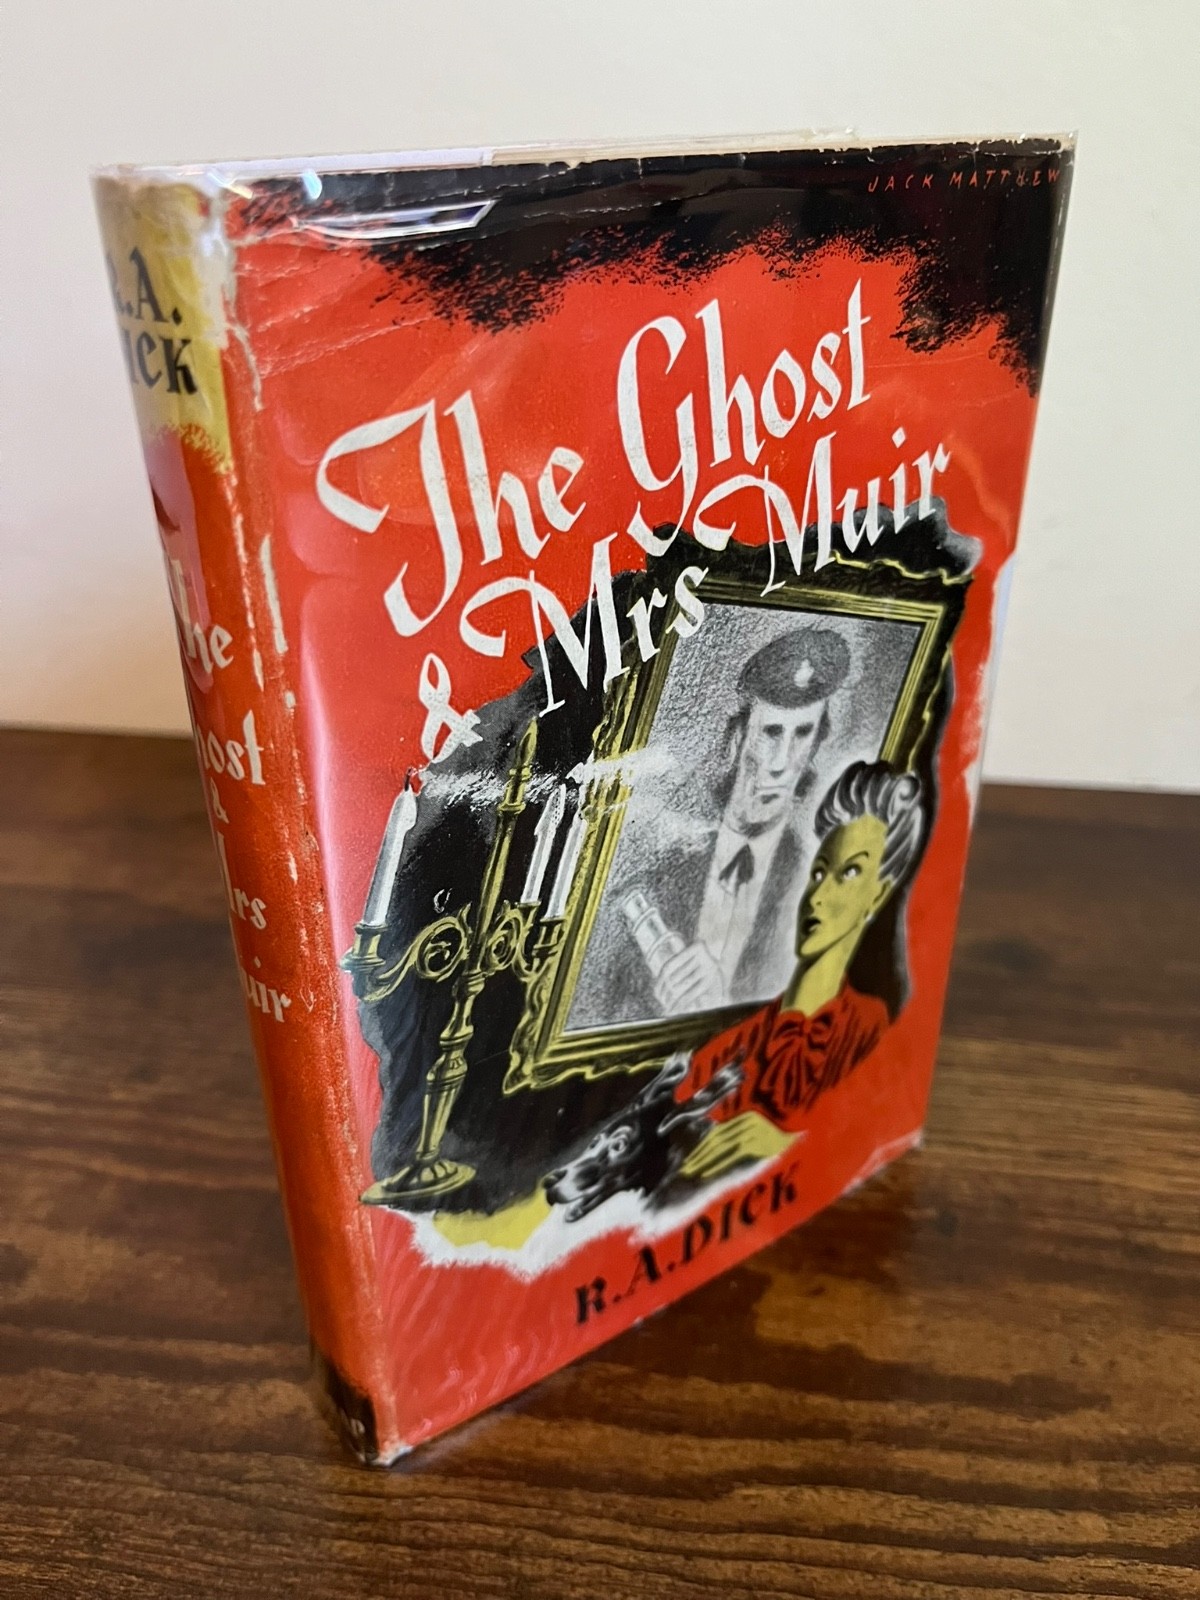 JACK MATTHEW
The Ghost
& Mrs Muir
R.A.DICK
R.A.
DICK
The
Ghost
&
Mrs
Muir